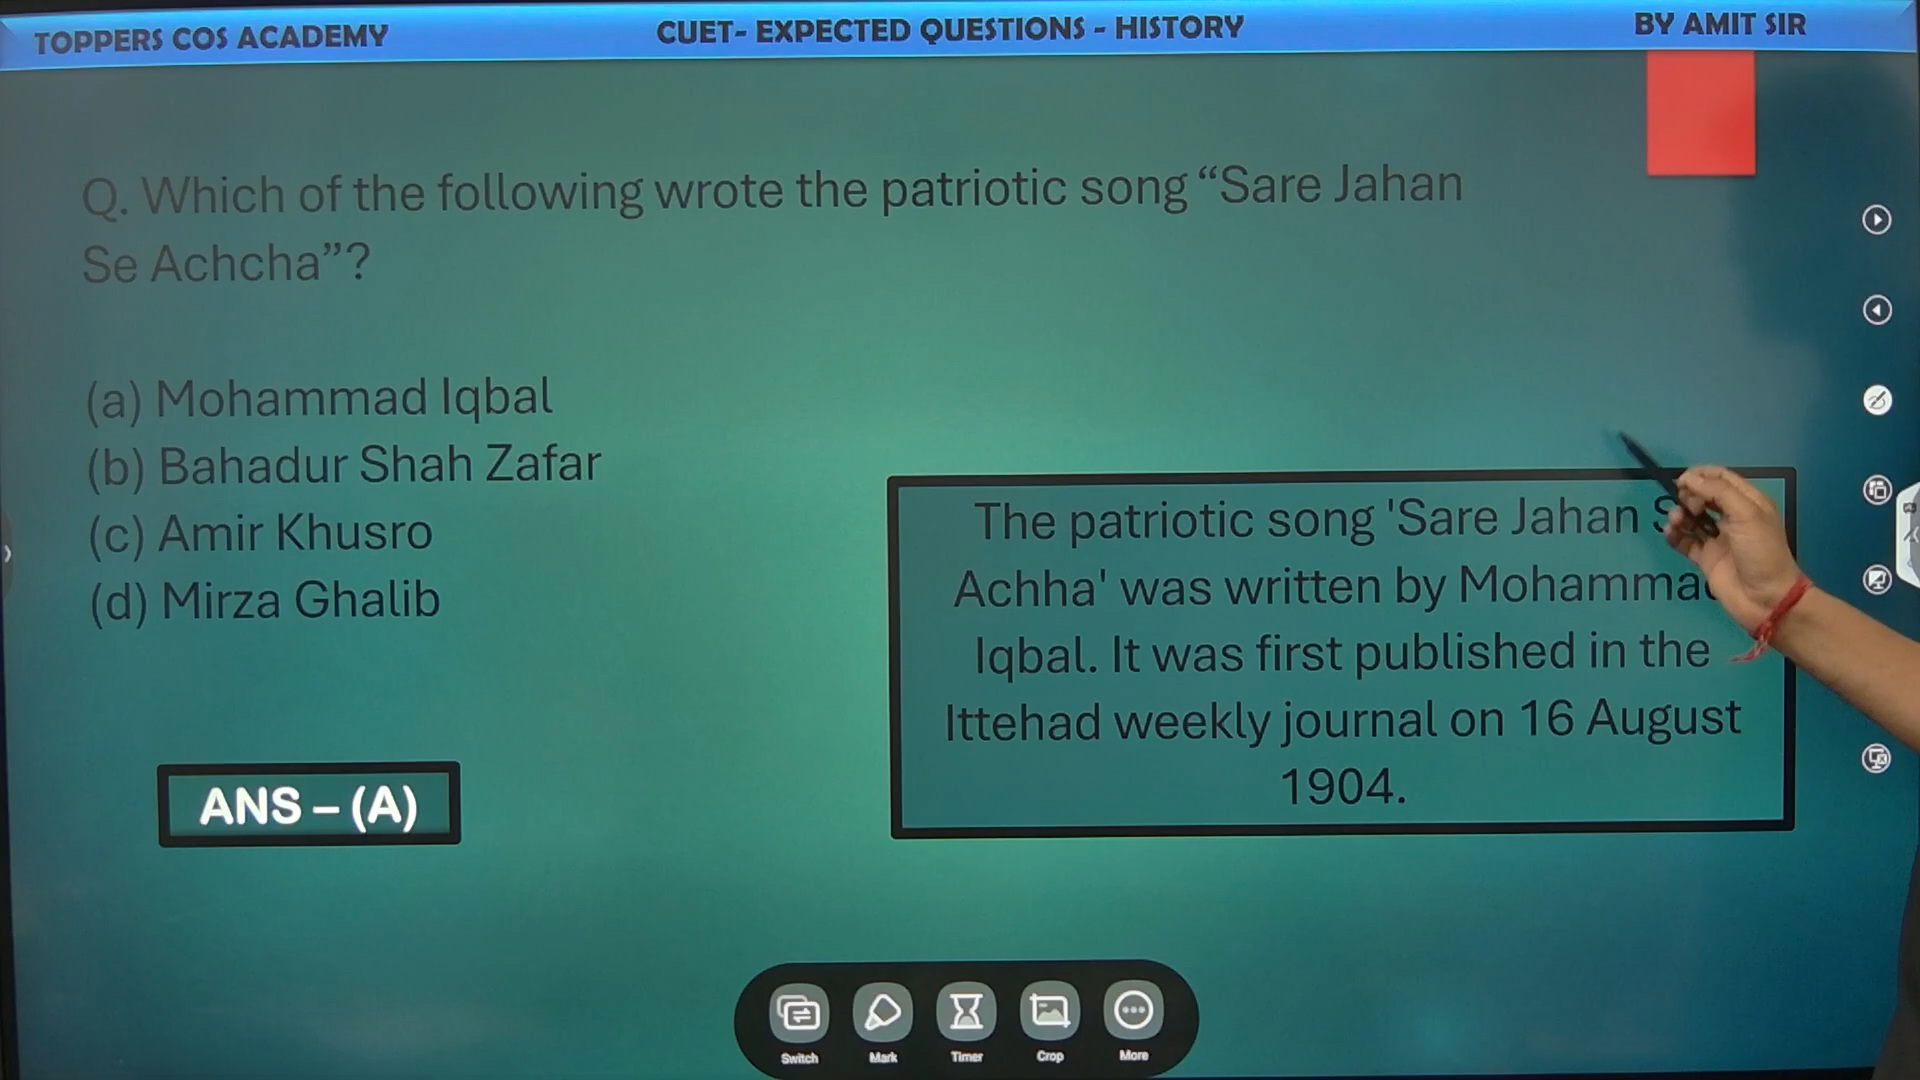 TOPPERS COS ACADEMY CUET- EXPECTED QUESTIONS - HISTORY BY AMIT SIR
Q. Which of the following wrote the patriotic song “Sare Jahan
Se Achcha”?
(a) Mohammad Iqbal
(b) Bahadur Shah Zafar
(c) Amir Khusro
(d) Mirza Ghalib
The patriotic song 'Sare Jahan
Achha' was written by
Iqbal. It was first published in the
Ittehad weekly journal on 16 August
1904.
ANS – (A)
Switch Mark Timer Crop More